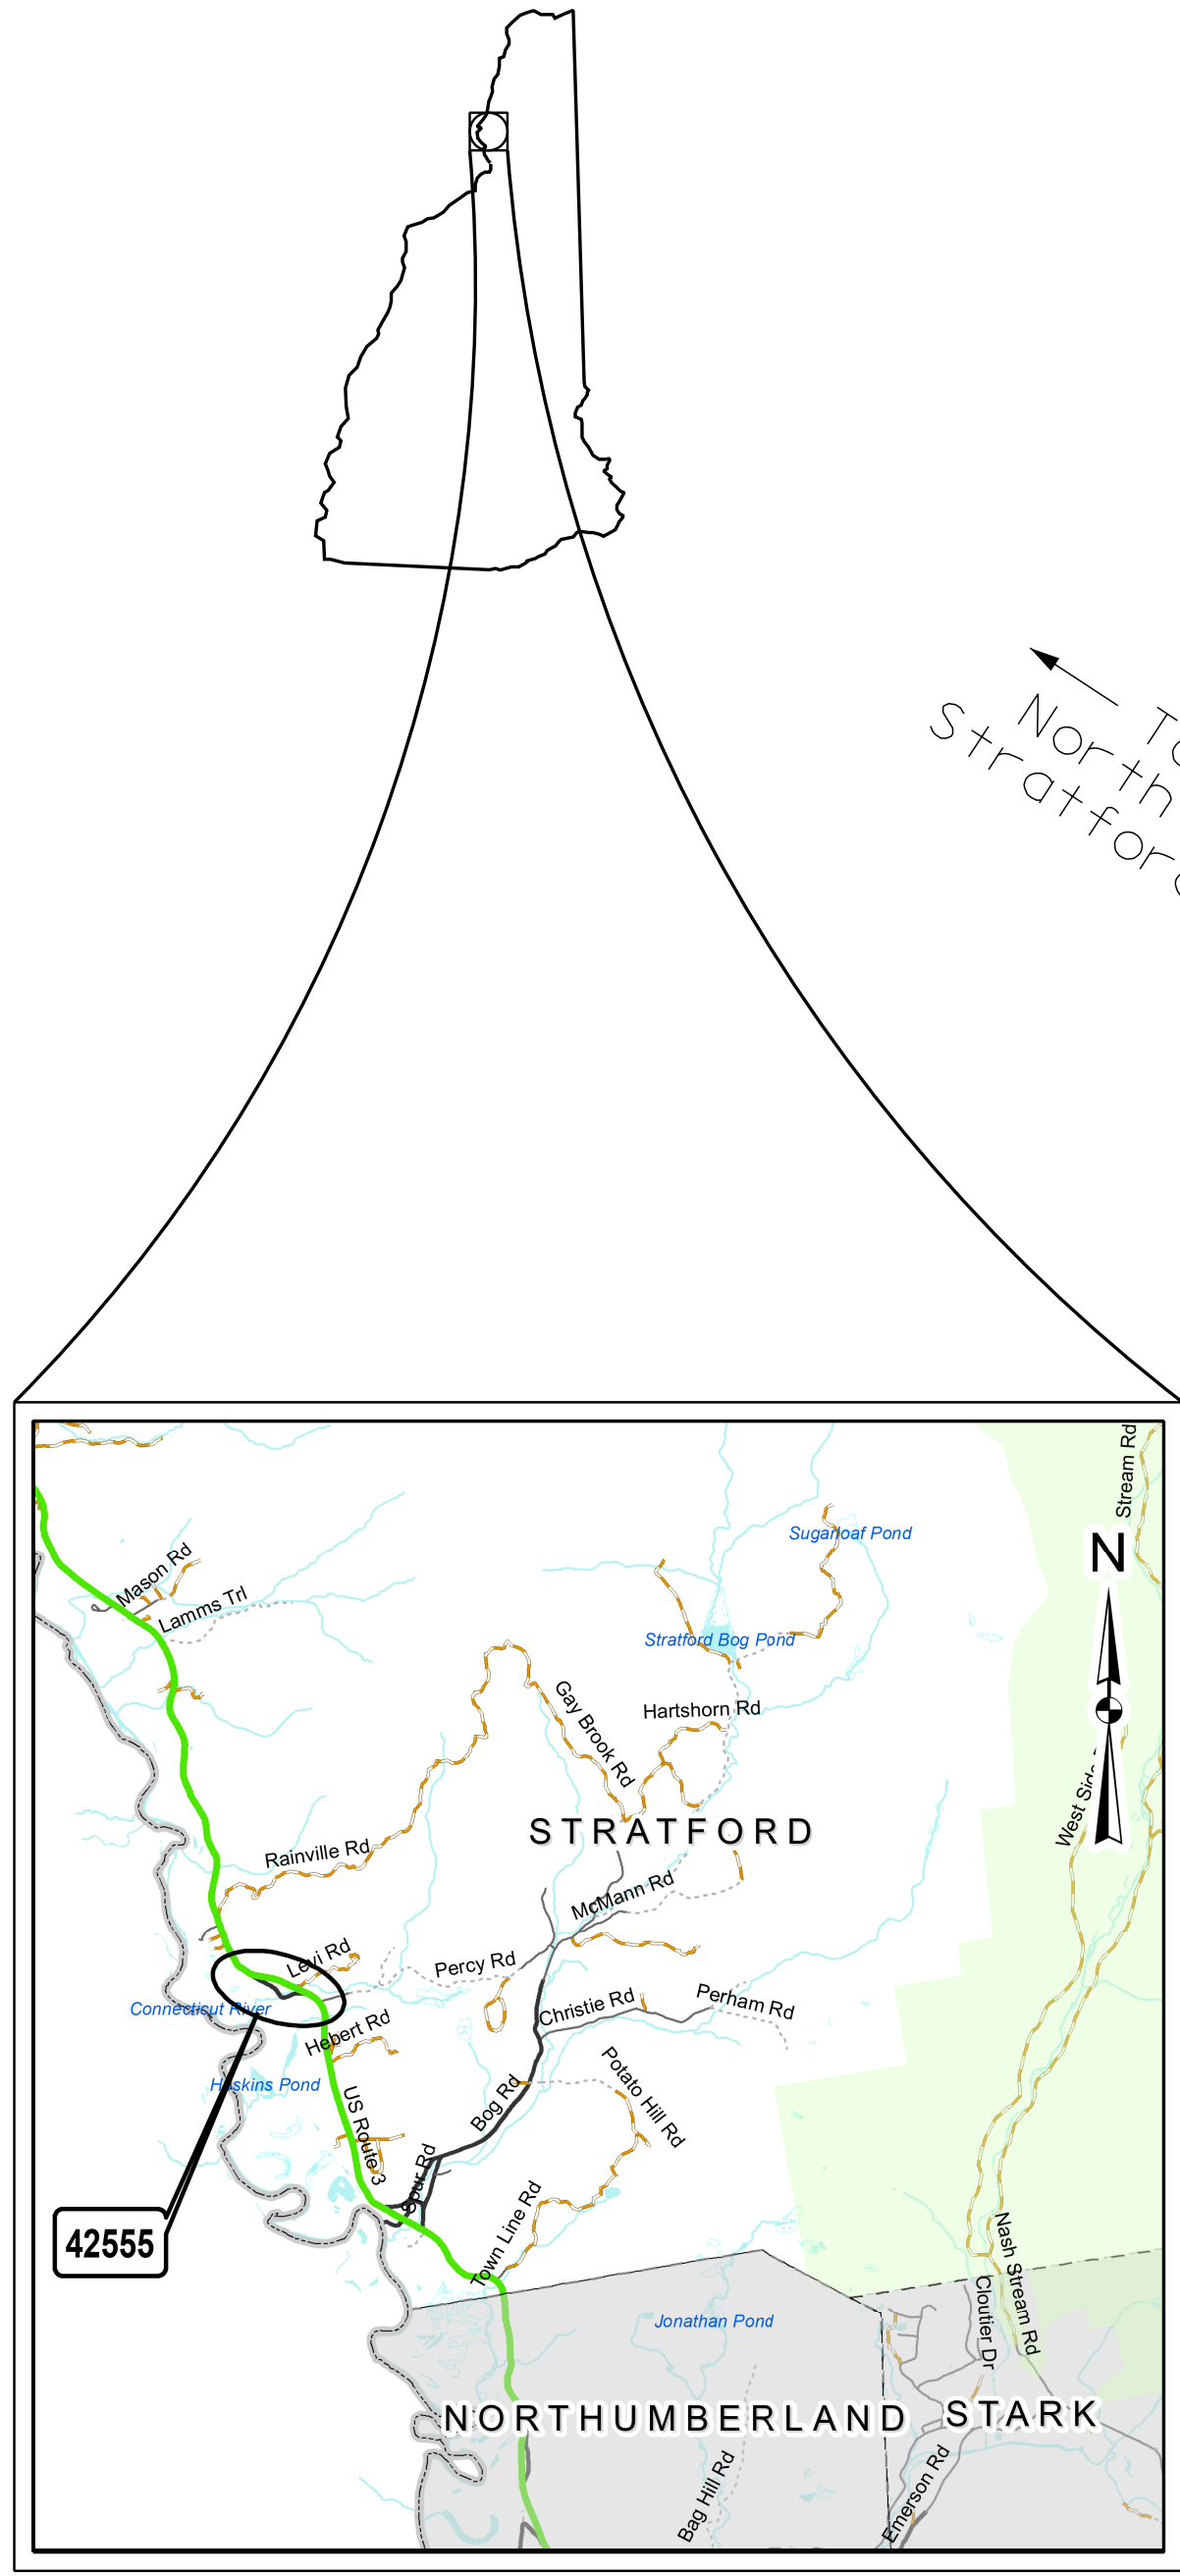 To
North
Stratford
Stream Rd
Sugarloaf Pond
N
Mason Rd
Lamms Trl
Stratford Bog Pond
Gay Brook Rd
Hartshorn Rd
West Side
STRATFORD
Rainville Rd
McMann Rd
Levi Rd
Percy Rd
Connecticut River
Christie Rd
Perham Rd
Hebert Rd
Haskins Pond
Potato Hill Rd
US Route 3
Bog Rd
Spur Rd
42555
Town Line Rd
Nash Stream Rd
Cloutier Dr
Jonathan Pond
NORTHUMBERLAND
STARK
Bag Hill Rd
Emerson Rd